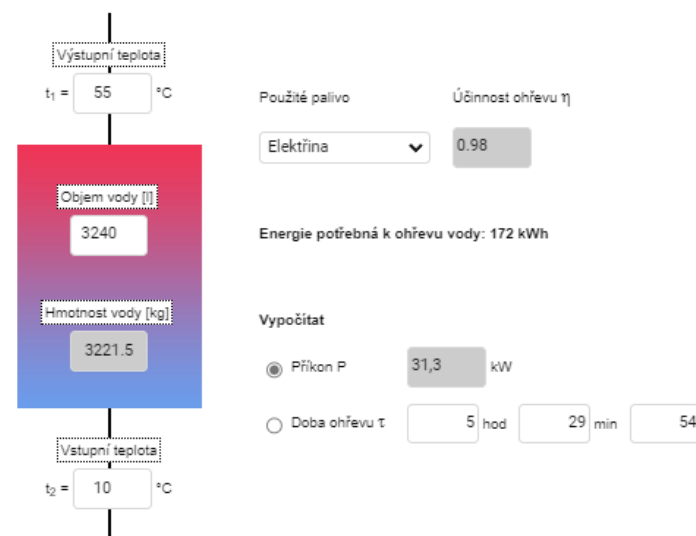 Výstupní teplota
t₁ = 55 °C
Použité palivo
Účinnost ohřevu η
Elektřina
0.98
Objem vody [l]
3240
Energie potřebná k ohřevu vody: 172 kWh
Hmotnost vody [kg]
3221.5
Vypočítat
Příkon P 31,3 kW
Doba ohřevu τ 5 hod 29 min 54
Vstupní teplota
t₂ = 10 °C